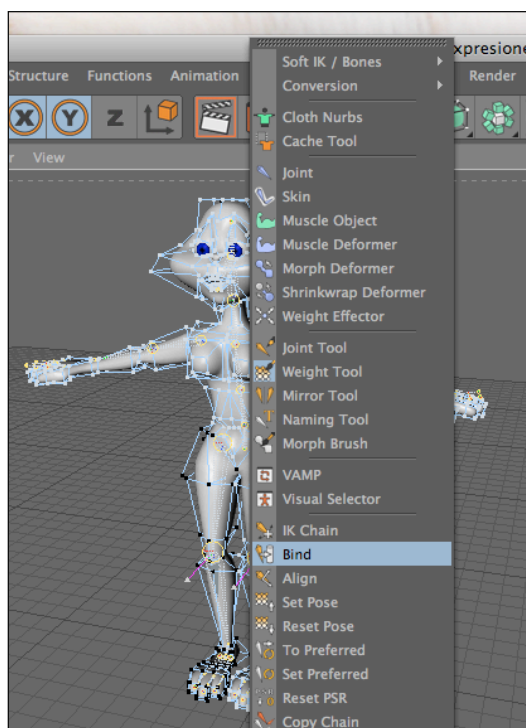 xpresione
Structure Functions Animation
Render
X Y Z
r View
Soft IK / Bones
Conversion
Cloth Nurbs
Cache Tool
Joint
Skin
Muscle Object
Muscle Deformer
Morph Deformer
Shrinkwrap Deformer
Weight Effector
Joint Tool
Weight Tool
Mirror Tool
Naming Tool
Morph Brush
VAMP
Visual Selector
IK Chain
Bind
Align
Set Pose
Reset Pose
To Preferred
Set Preferred
Reset PSR
Copy Chain